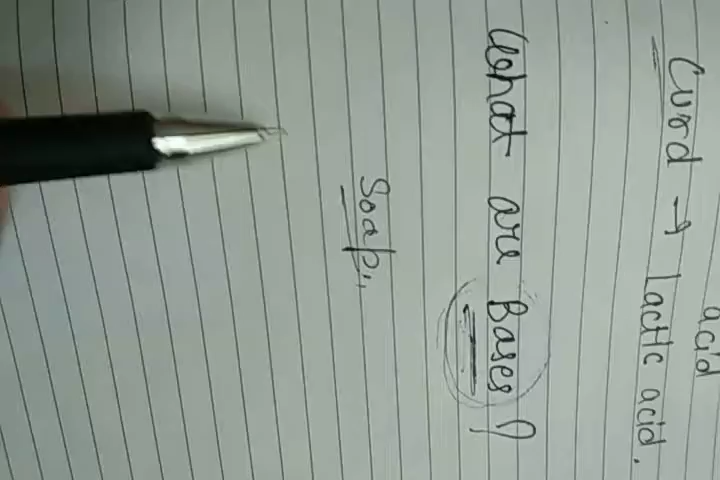 acid
Curd → Lactic acid.
What are Bases ?
Soap,,